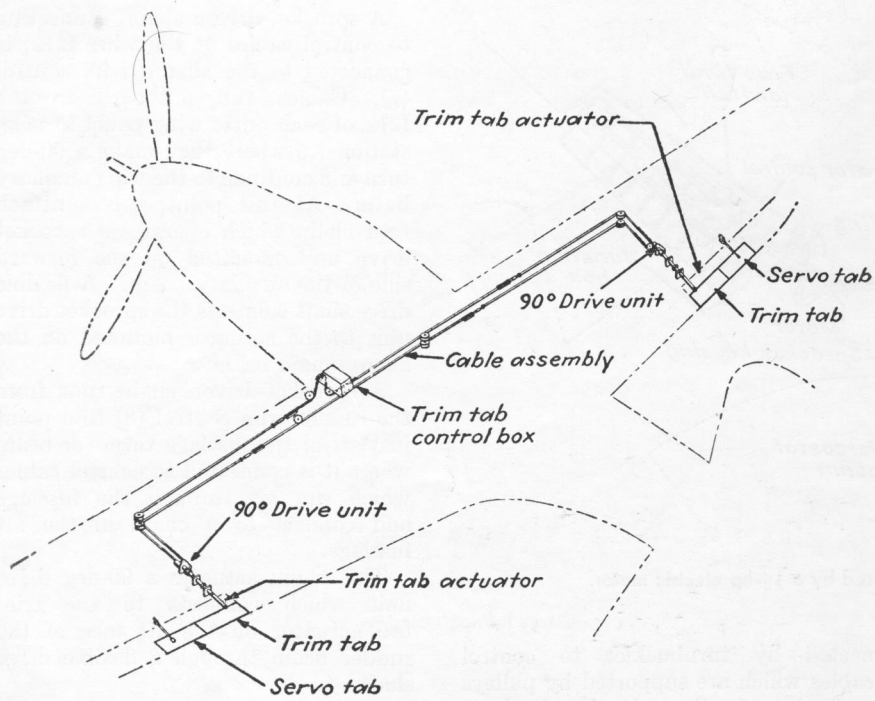 Trim tab actuator
Servo tab
90° Drive unit
Trim tab
Cable assembly
Trim tab
control box
90° Drive unit
Trim tab actuator
Trim tab
Servo tab